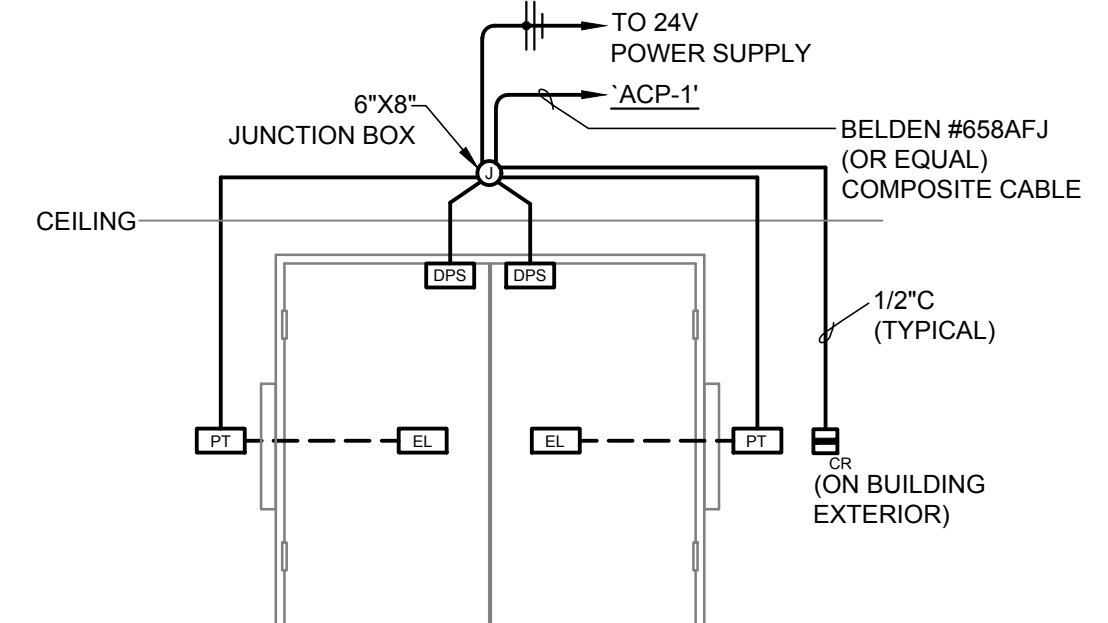 TO 24V
POWER SUPPLY
`ACP-1'
6"X8"
JUNCTION BOX
BELDEN #658AFJ
(OR EQUAL)
COMPOSITE CABLE
J
CEILING
DPS
DPS
1/2"C
(TYPICAL)
PT
EL
EL
PT
CR
(ON BUILDING
EXTERIOR)